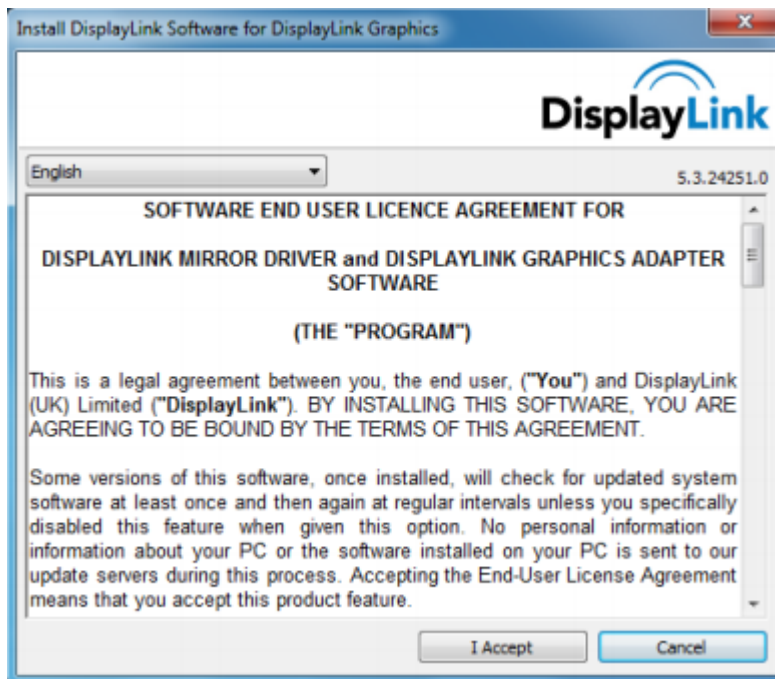 Install DisplayLink Software for DisplayLink Graphics
DisplayLink
English
5.3.24251.0
SOFTWARE END USER LICENCE AGREEMENT FOR
DISPLAYLINK MIRROR DRIVER and DISPLAYLINK GRAPHICS ADAPTER
SOFTWARE
(THE "PROGRAM")
This is a legal agreement between you, the end user, ("You") and DisplayLink
(UK) Limited ("DisplayLink"). BY INSTALLING THIS SOFTWARE, YOU ARE
AGREEING TO BE BOUND BY THE TERMS OF THIS AGREEMENT.
Some versions of this software, once installed, will check for updated system
software at least once and then again at regular intervals unless you specifically
disabled this feature when given this option. No personal information or
information about your PC or the software installed on your PC is sent to our
update servers during this process. Accepting the End-User License Agreement
means that you accept this product feature.
I Accept
Cancel